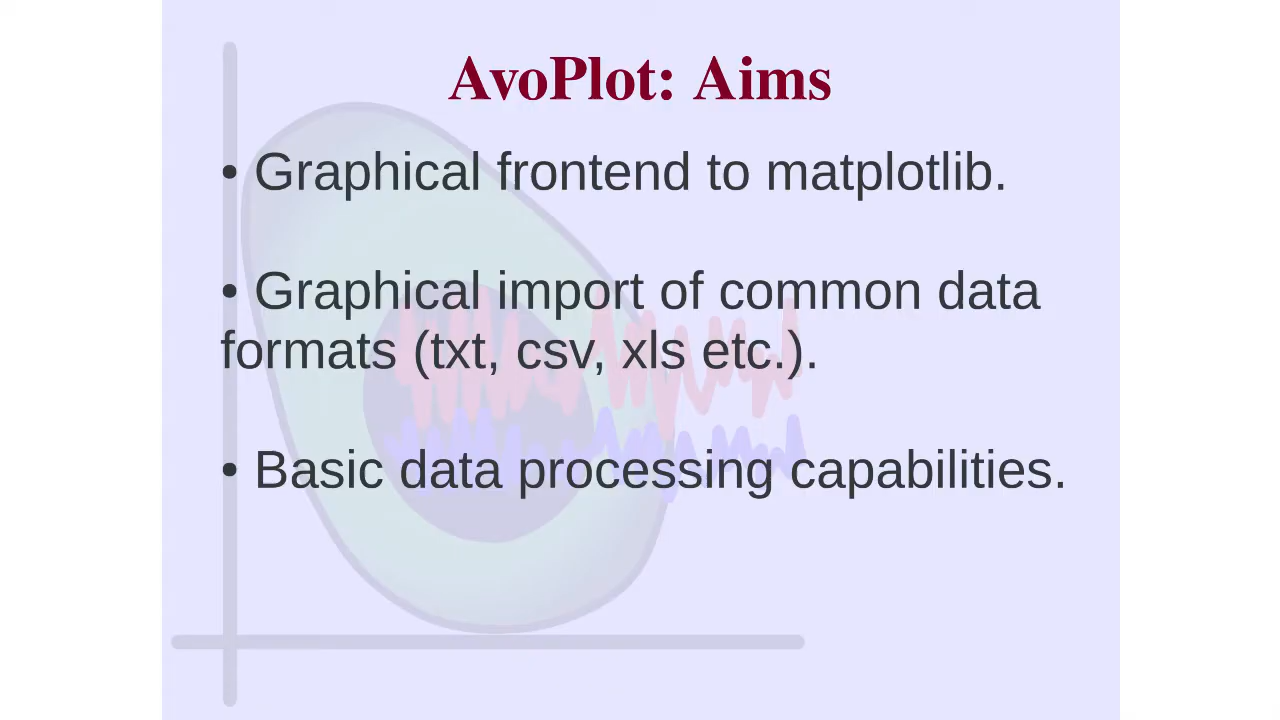 AvoPlot: Aims
• Graphical frontend to matplotlib.
• Graphical import of common data
formats (txt, csv, xls etc.).
• Basic data processing capabilities.